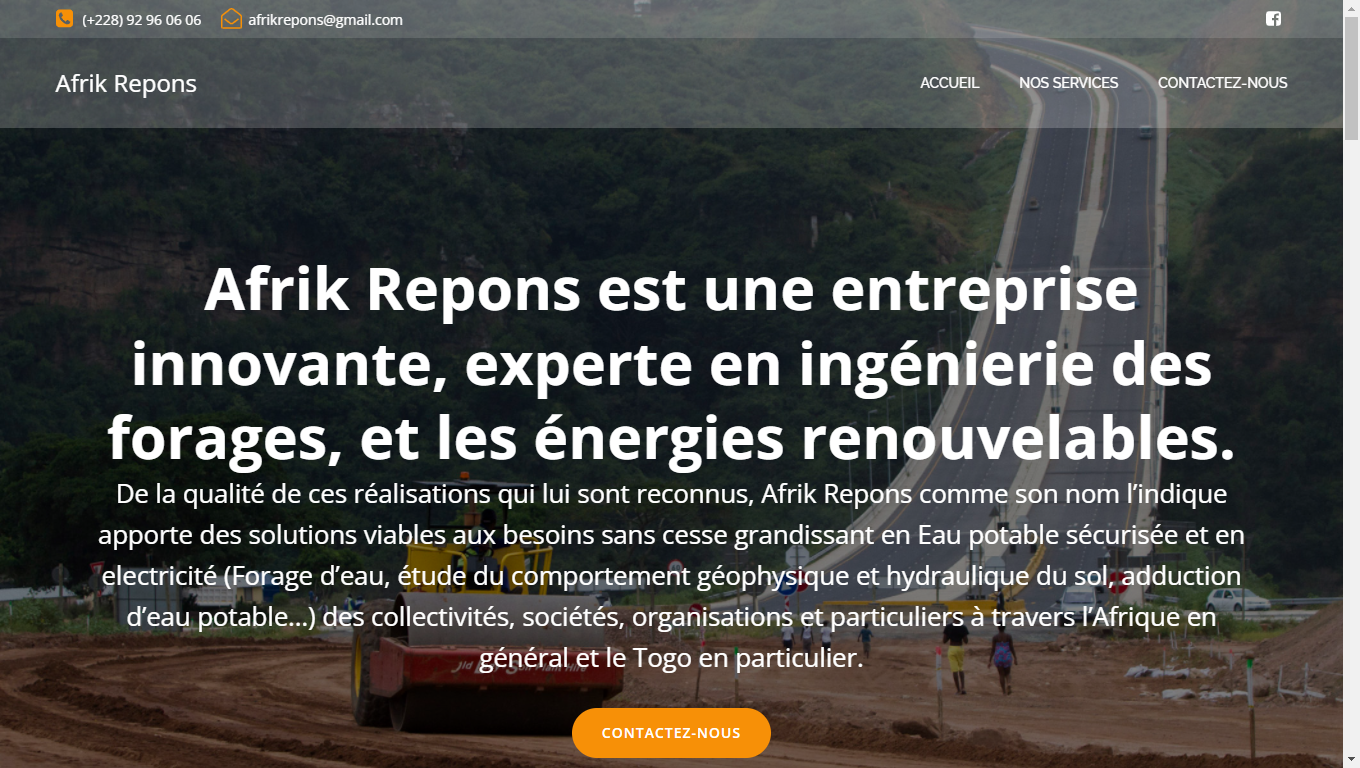 (+228) 92 96 06 06 afrikrepons@gmail.com
Afrik Repons
ACCUEIL NOS SERVICES CONTACTEZ-NOUS
Afrik Repons est une entreprise
innovante, experte en ingénierie des
forages, et les énergies renouvelables.
De la qualité de ces réalisations qui lui sont reconnus, Afrik Repons comme son nom l’indique
apporte des solutions viables aux besoins sans cesse grandissant en Eau potable sécurisée et en
electricité (Forage d’eau, étude du comportement géophysique et hydraulique du sol, adduction
d’eau potable…) des collectivités, sociétés, organisations et particuliers à travers l’Afrique en
général et le Togo en particulier.
CONTACTEZ-NOUS